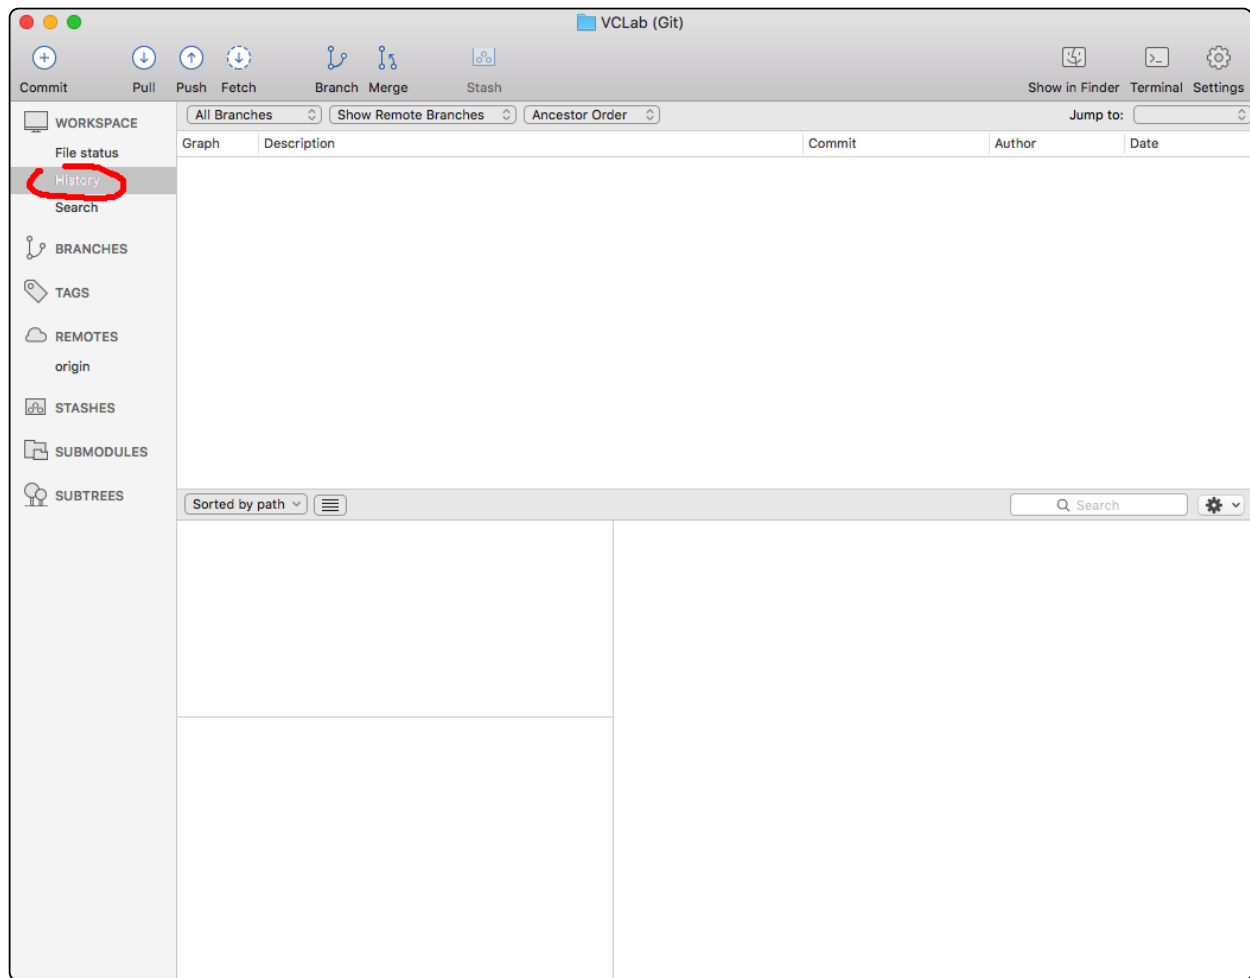 VCLab (Git)
Commit Pull Push Fetch Branch Merge Stash Show in Finder Terminal Settings
WORKSPACE
File status
History
Search
BRANCHES
TAGS
REMOTES
origin
STASHES
SUBMODULES
SUBTREES
All Branches Show Remote Branches Ancestor Order Jump to:
Graph Description Commit Author Date
Sorted by path Search